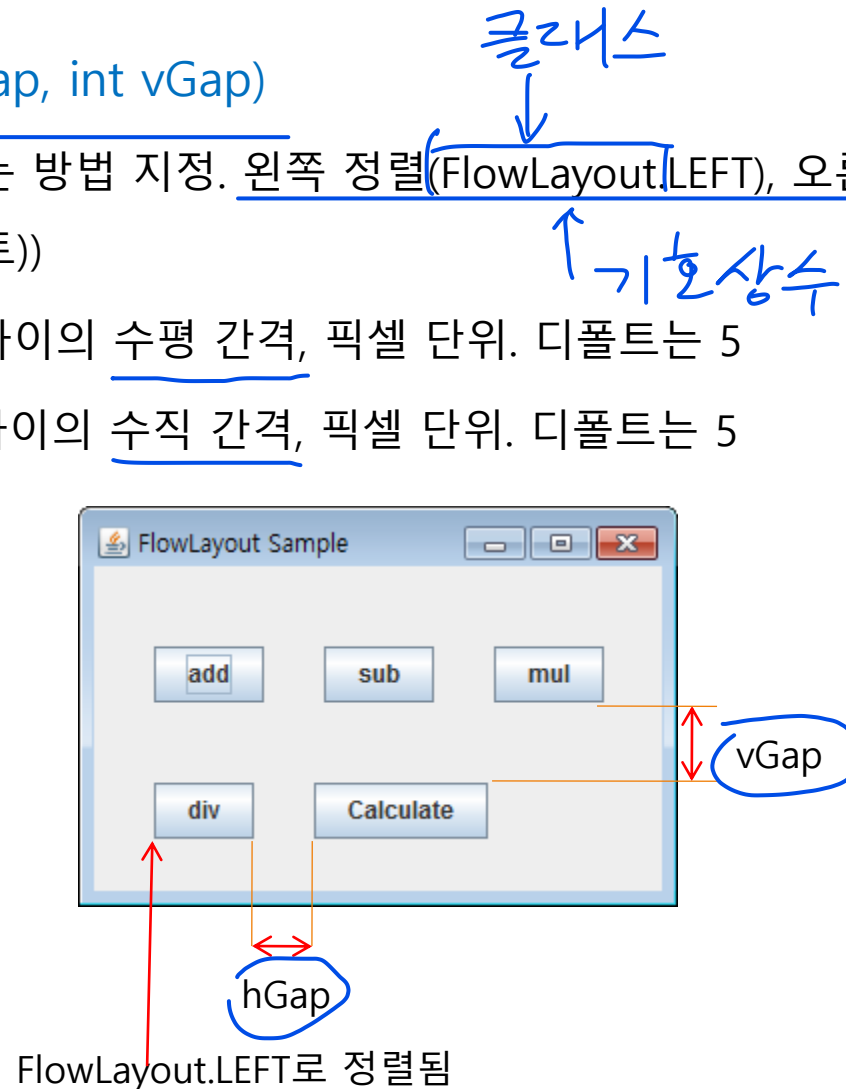 클래스
ap, int vGap)
는 방법 지정. 왼쪽 정렬(FlowLayout.LEFT), 오른
트))
기호상수
사이의 수평 간격, 픽셀 단위. 디폴트는 5
사이의 수직 간격, 픽셀 단위. 디폴트는 5
FlowLayout Sample
add sub mul
vGap
div Calculate
hGap
FlowLayout.LEFT로 정렬됨